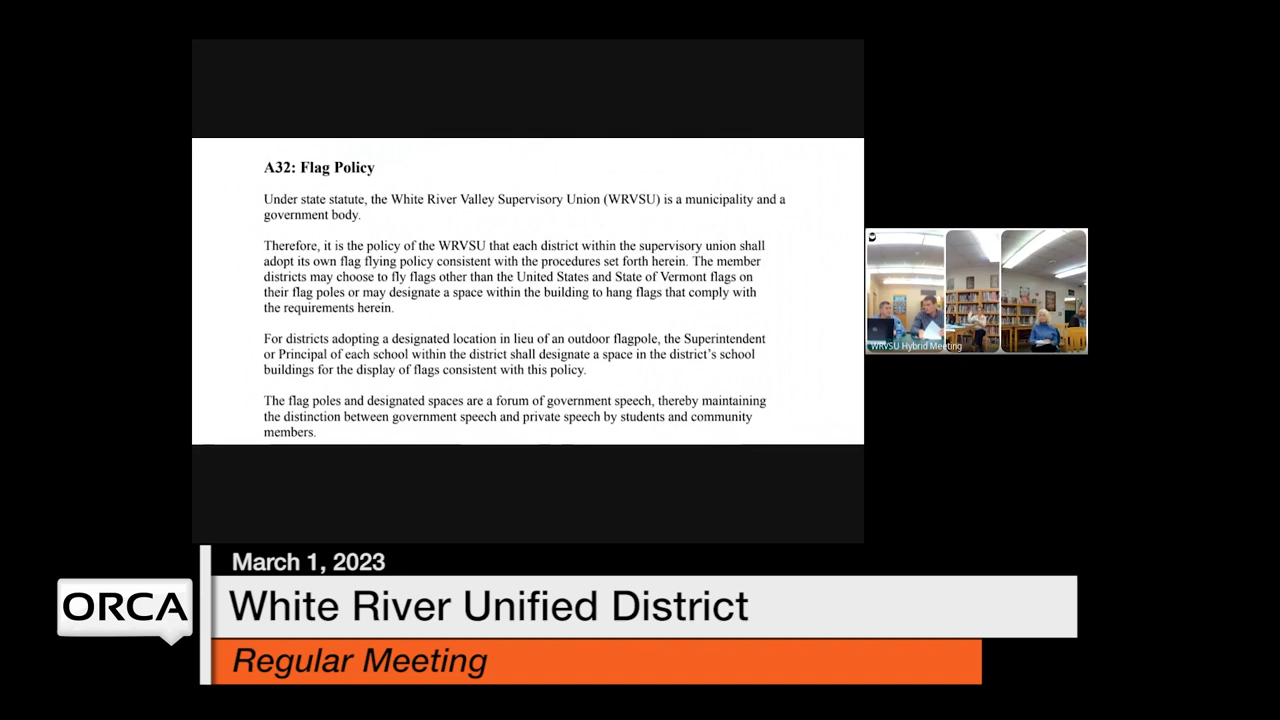 A32: Flag Policy
Under state statute, the White River Valley Supervisory Union (WRVSU) is a municipality and a
government body.
Therefore, it is the policy of the WRVSU that each district within the supervisory union shall
adopt its own flag flying policy consistent with the procedures set forth herein. The member
districts may choose to fly flags other than the United States and State of Vermont flags on
their flag poles or may designate a space within the building to hang flags that comply with
the requirements herein.
For districts adopting a designated location in lieu of an outdoor flagpole, the Superintendent
or Principal of each school within the district shall designate a space in the district's school
buildings for the display of flags consistent with this policy.
The flag poles and designated spaces are a forum of government speech, thereby maintaining
the distinction between government speech and private speech by students and community
members.
WRVSU Hybrid Meeting
March 1, 2023
ORCA
White River Unified District
Regular Meeting